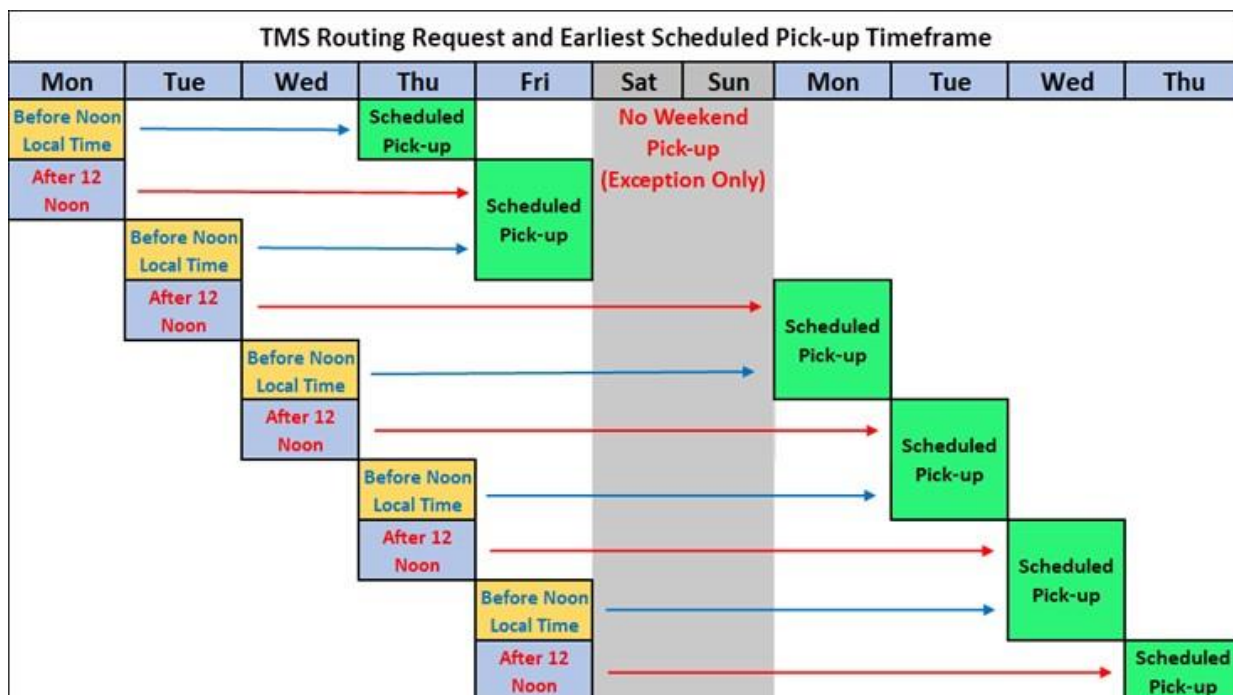 TMS Routing Request and Earliest Scheduled Pick-up Timeframe
Mon Tue Wed Thu Fri Sat Sun Mon Tue Wed Thu
Before Noon
Local Time
Scheduled
Pick-up
No Weekend
Pick-up
(Exception Only)
After 12
Noon
Scheduled
Pick-up
Before Noon
Local Time
After 12
Noon
Scheduled
Pick-up
Before Noon
Local Time
After 12
Noon
Scheduled
Pick-up
Before Noon
Local Time
After 12
Noon
Scheduled
Pick-up
Before Noon
Local Time
After 12
Noon
Scheduled
Pick-up